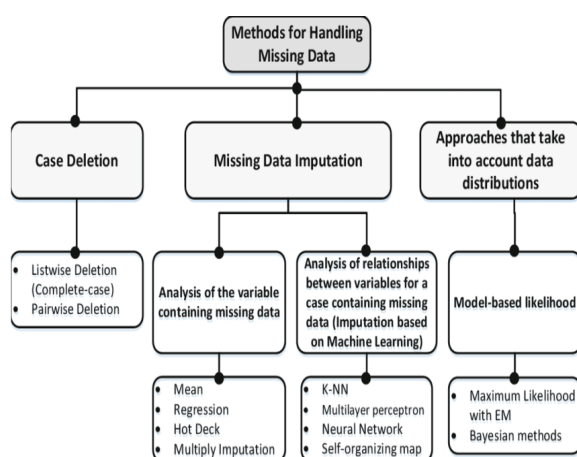 Methods for Handling
Missing Data
Case Deletion
Missing Data Imputation
Approaches that take
into account data
distributions
• Listwise Deletion
(Complete-case)
• Pairwise Deletion
Analysis of the variable
containing missing data
Analysis of relationships
between variables for a
case containing missing
data (Imputation based
on Machine Learning)
Model-based likelihood
• Mean
• Regression
• Hot Deck
• Multiply Imputation
• K-NN
• Multilayer perceptron
• Neural Network
• Self-organizing map
• Maximum Likelihood
with EM
• Bayesian methods